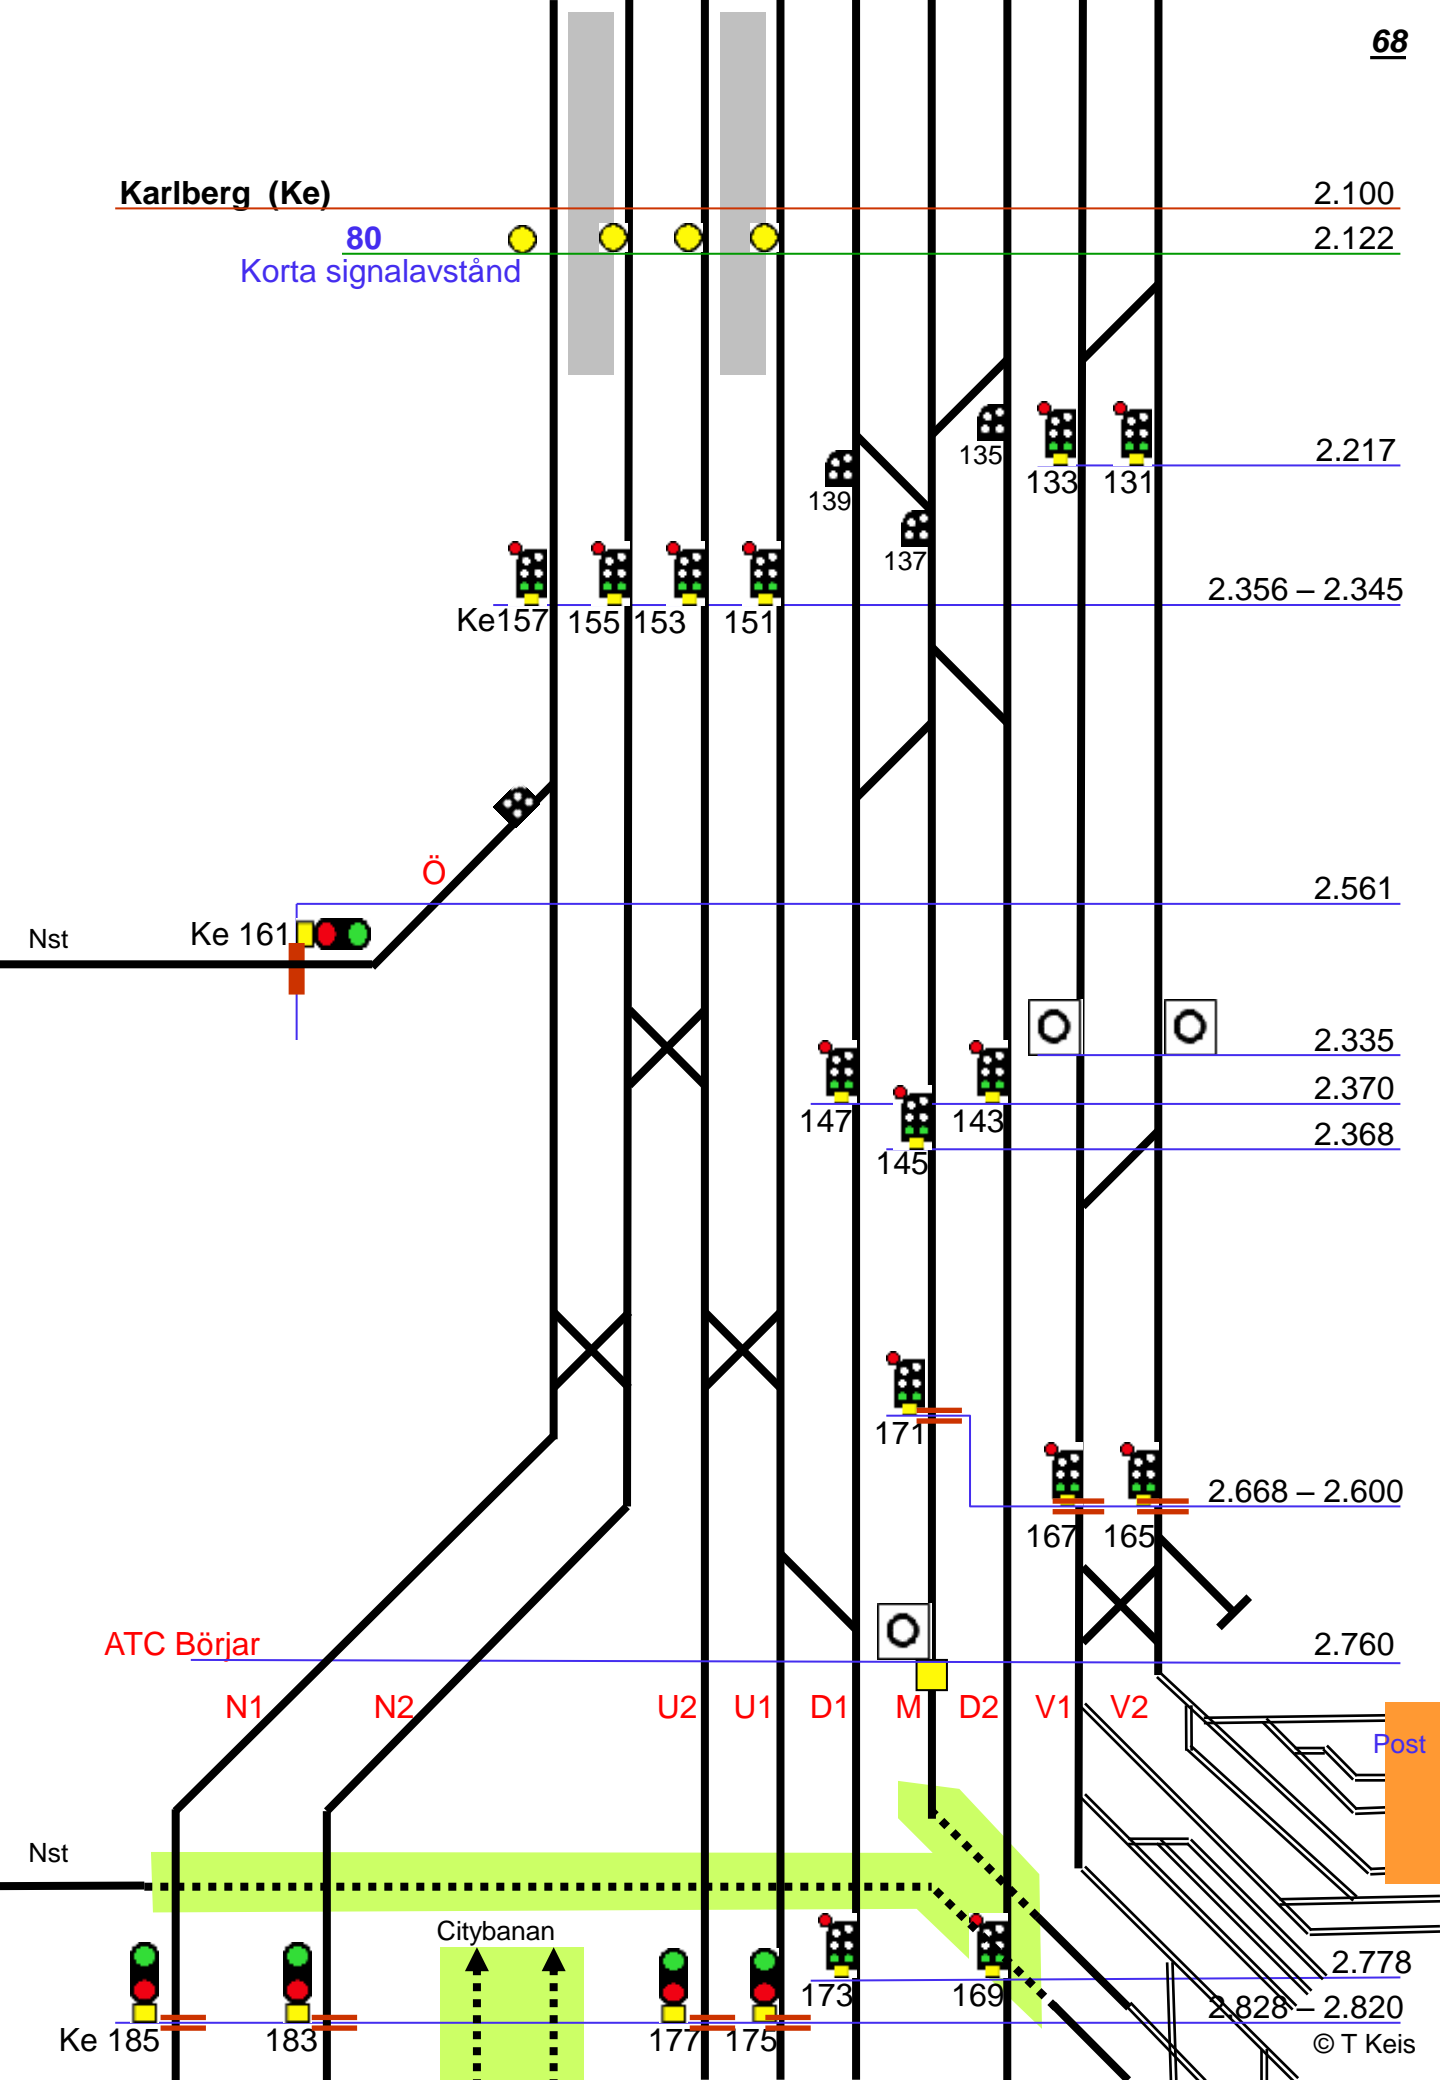 68
Karlberg (Ke)
2.100
80
2.122
Korta signalavstånd
135
2.217
139
133
131
137
2.356 – 2.345
Ke157
155
153
151
Ö
2.561
Nst
Ke 161
2.335
2.370
147
143
2.368
145
171
2.668 – 2.600
167
165
ATC Börjar
2.760
N1
N2
U2
U1
D1
M
D2
V1
V2
Post
Nst
Citybanan
2.778
173
169
2.828 – 2.820
Ke 185
183
177
175
© T Keis